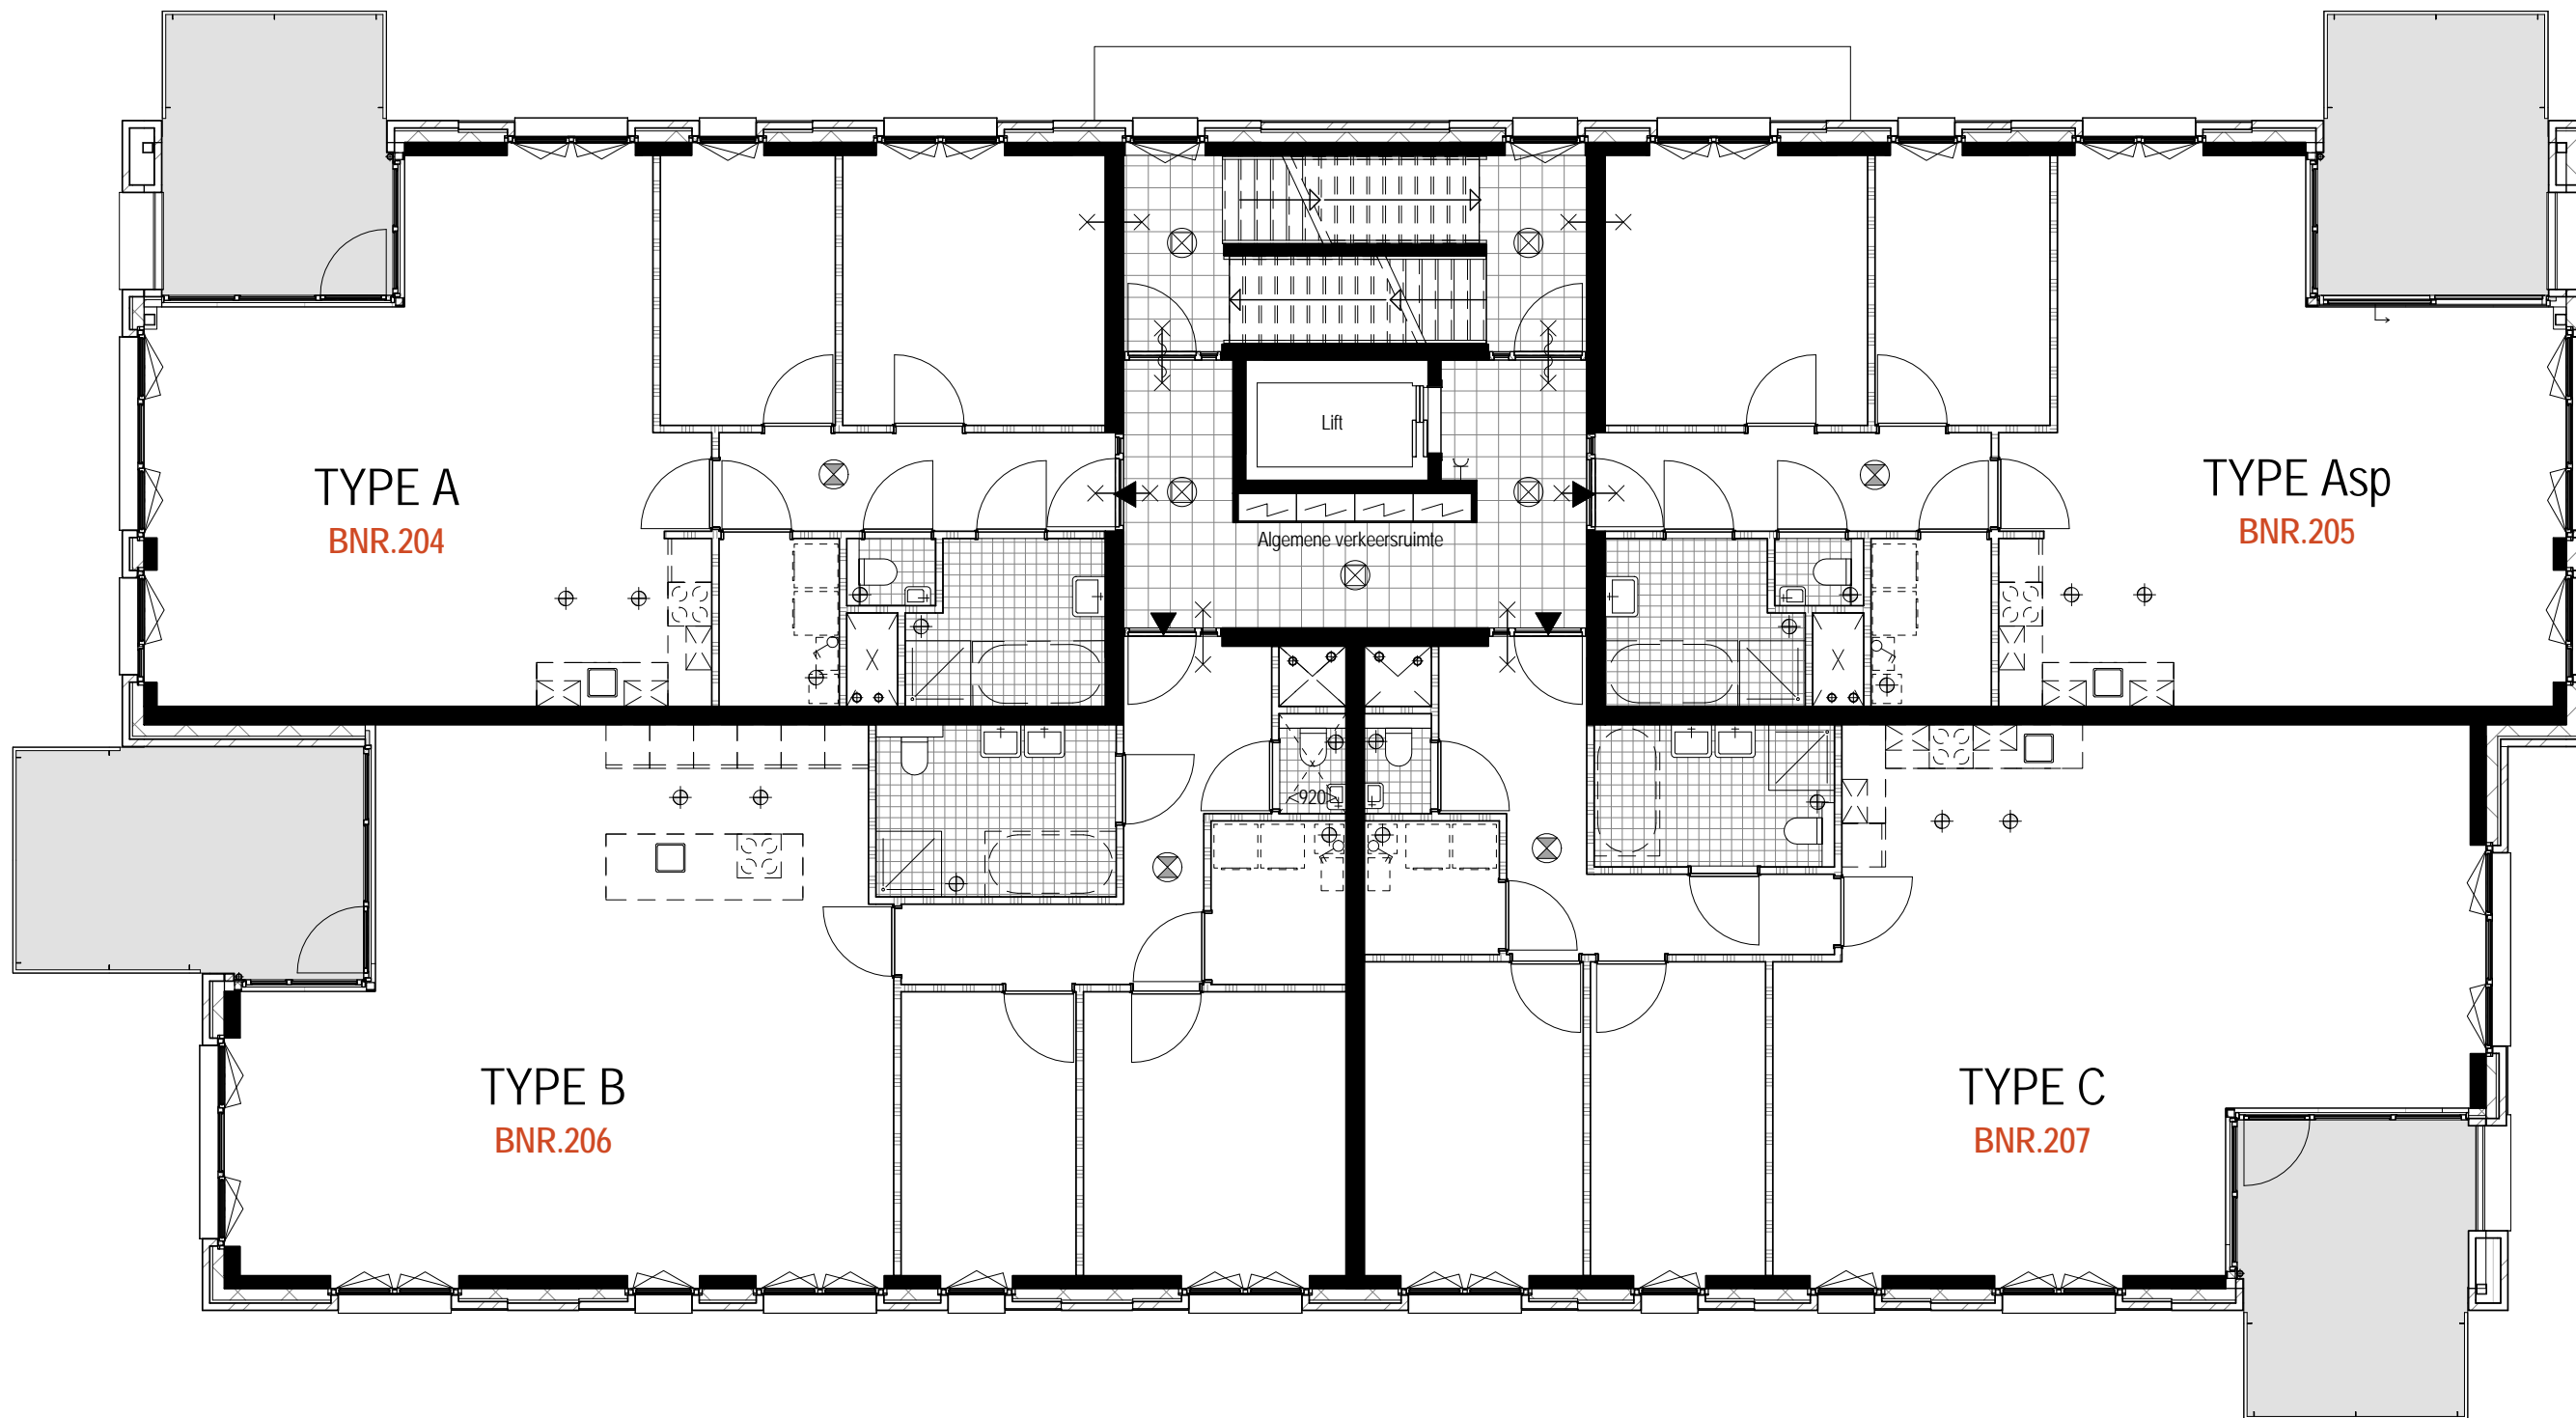 Lift
TYPE A
BNR.204
TYPE Asp
BNR.205
Algemene verkeersruimte
<920>
TYPE B
BNR.206
TYPE C
BNR.207